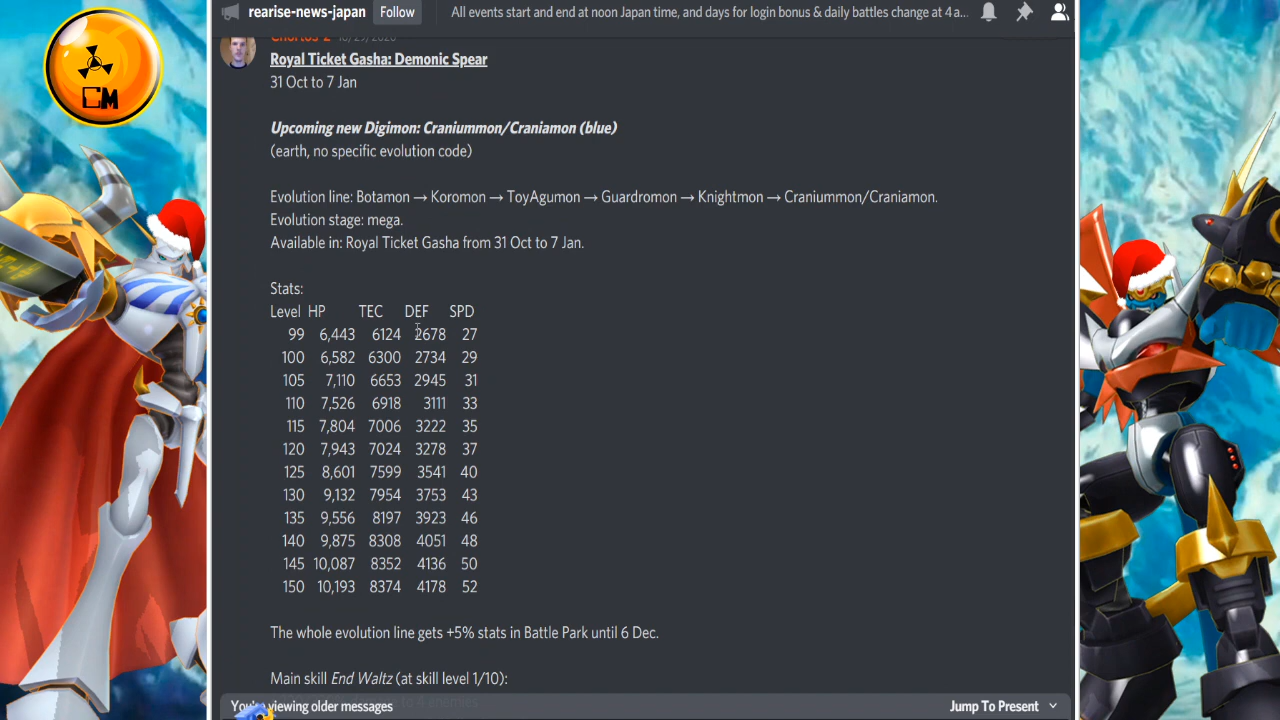 CM
rearise-news-japan
Follow
All events start and end at noon Japan time, and days for login bonus & daily battles change at 4 a...
Royal Ticket Gasha: Demonic Spear
31 Oct to 7 Jan
Upcoming new Digimon: Craniummon/Craniamon (blue)
(earth, no specific evolution code)
Evolution line: Botamon → Koromon → ToyAgumon → Guardromon → Knightmon → Craniummon/Craniamon.
Evolution stage: mega.
Available in: Royal Ticket Gasha from 31 Oct to 7 Jan.
Stats:
Level HP TEC DEF SPD
99 6,443 6124 2678 27
100 6,582 6300 2734 29
105 7,110 6653 2945 31
110 7,526 6918 3111 33
115 7,804 7006 3222 35
120 7,943 7024 3278 37
125 8,601 7599 3541 40
130 9,132 7954 3753 43
135 9,556 8197 3923 46
140 9,875 8308 4051 48
145 10,087 8352 4136 50
150 10,193 8374 4178 52
The whole evolution line gets +5% stats in Battle Park until 6 Dec.
Main skill End Waltz (at skill level 1/10):
viewing older messages
to 4 enemies
Jump To Present